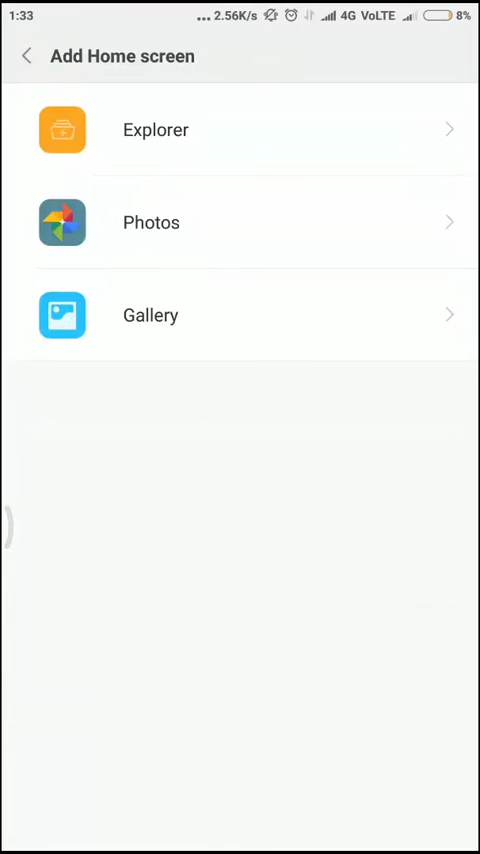 1:33 ... 2.56K/s 4G VoLTE 8%
Add Home screen
Explorer
Photos
Gallery